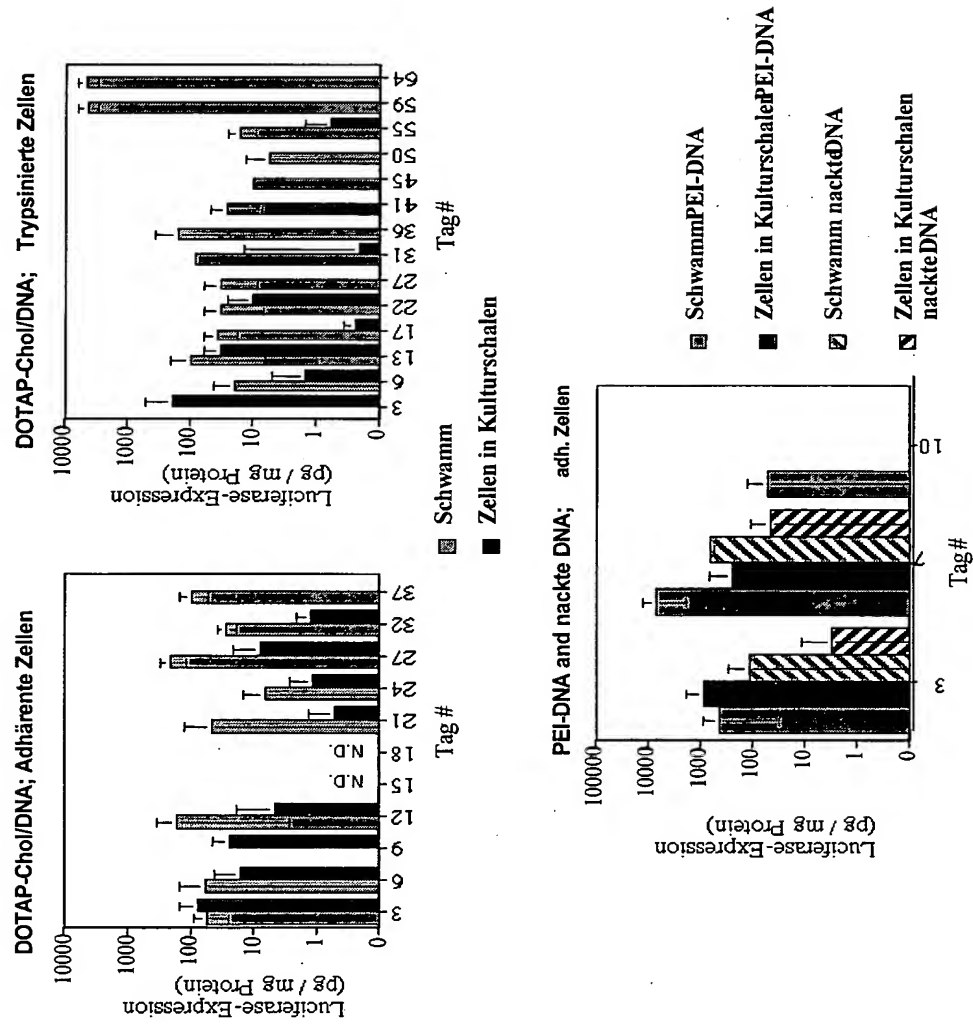 DOTAP-Chol/DNA; Adhärente Zellen
Luciferase-Expression
(pg / mg Protein)
10000
1000
100
10
1
0
N.D.
N.D.
3 6 9 12 15 18 21 24 27 32 37
Tag#
DOTAP-Chol/DNA; Trypsinierte Zellen
Luciferase-Expression
(pg / mg Protein)
10000
1000
100
10
1
0
3 6 13 17 22 27 31 36 41 45 50 55 59 64
Tag#
Schwamm
Zellen in Kulturschalen
PEI-DNA and nackte DNA; adh. Zellen
Luciferase-Expression
(pg / mg Protein)
100000
10000
1000
100
10
1
0
3 7 10
Tag#
SchwammPEI-DNA
Zellen in KulturschalenPEI-DNA
Schwamm nacktdDNA
Zellen in Kulturschalen
nackteDNA